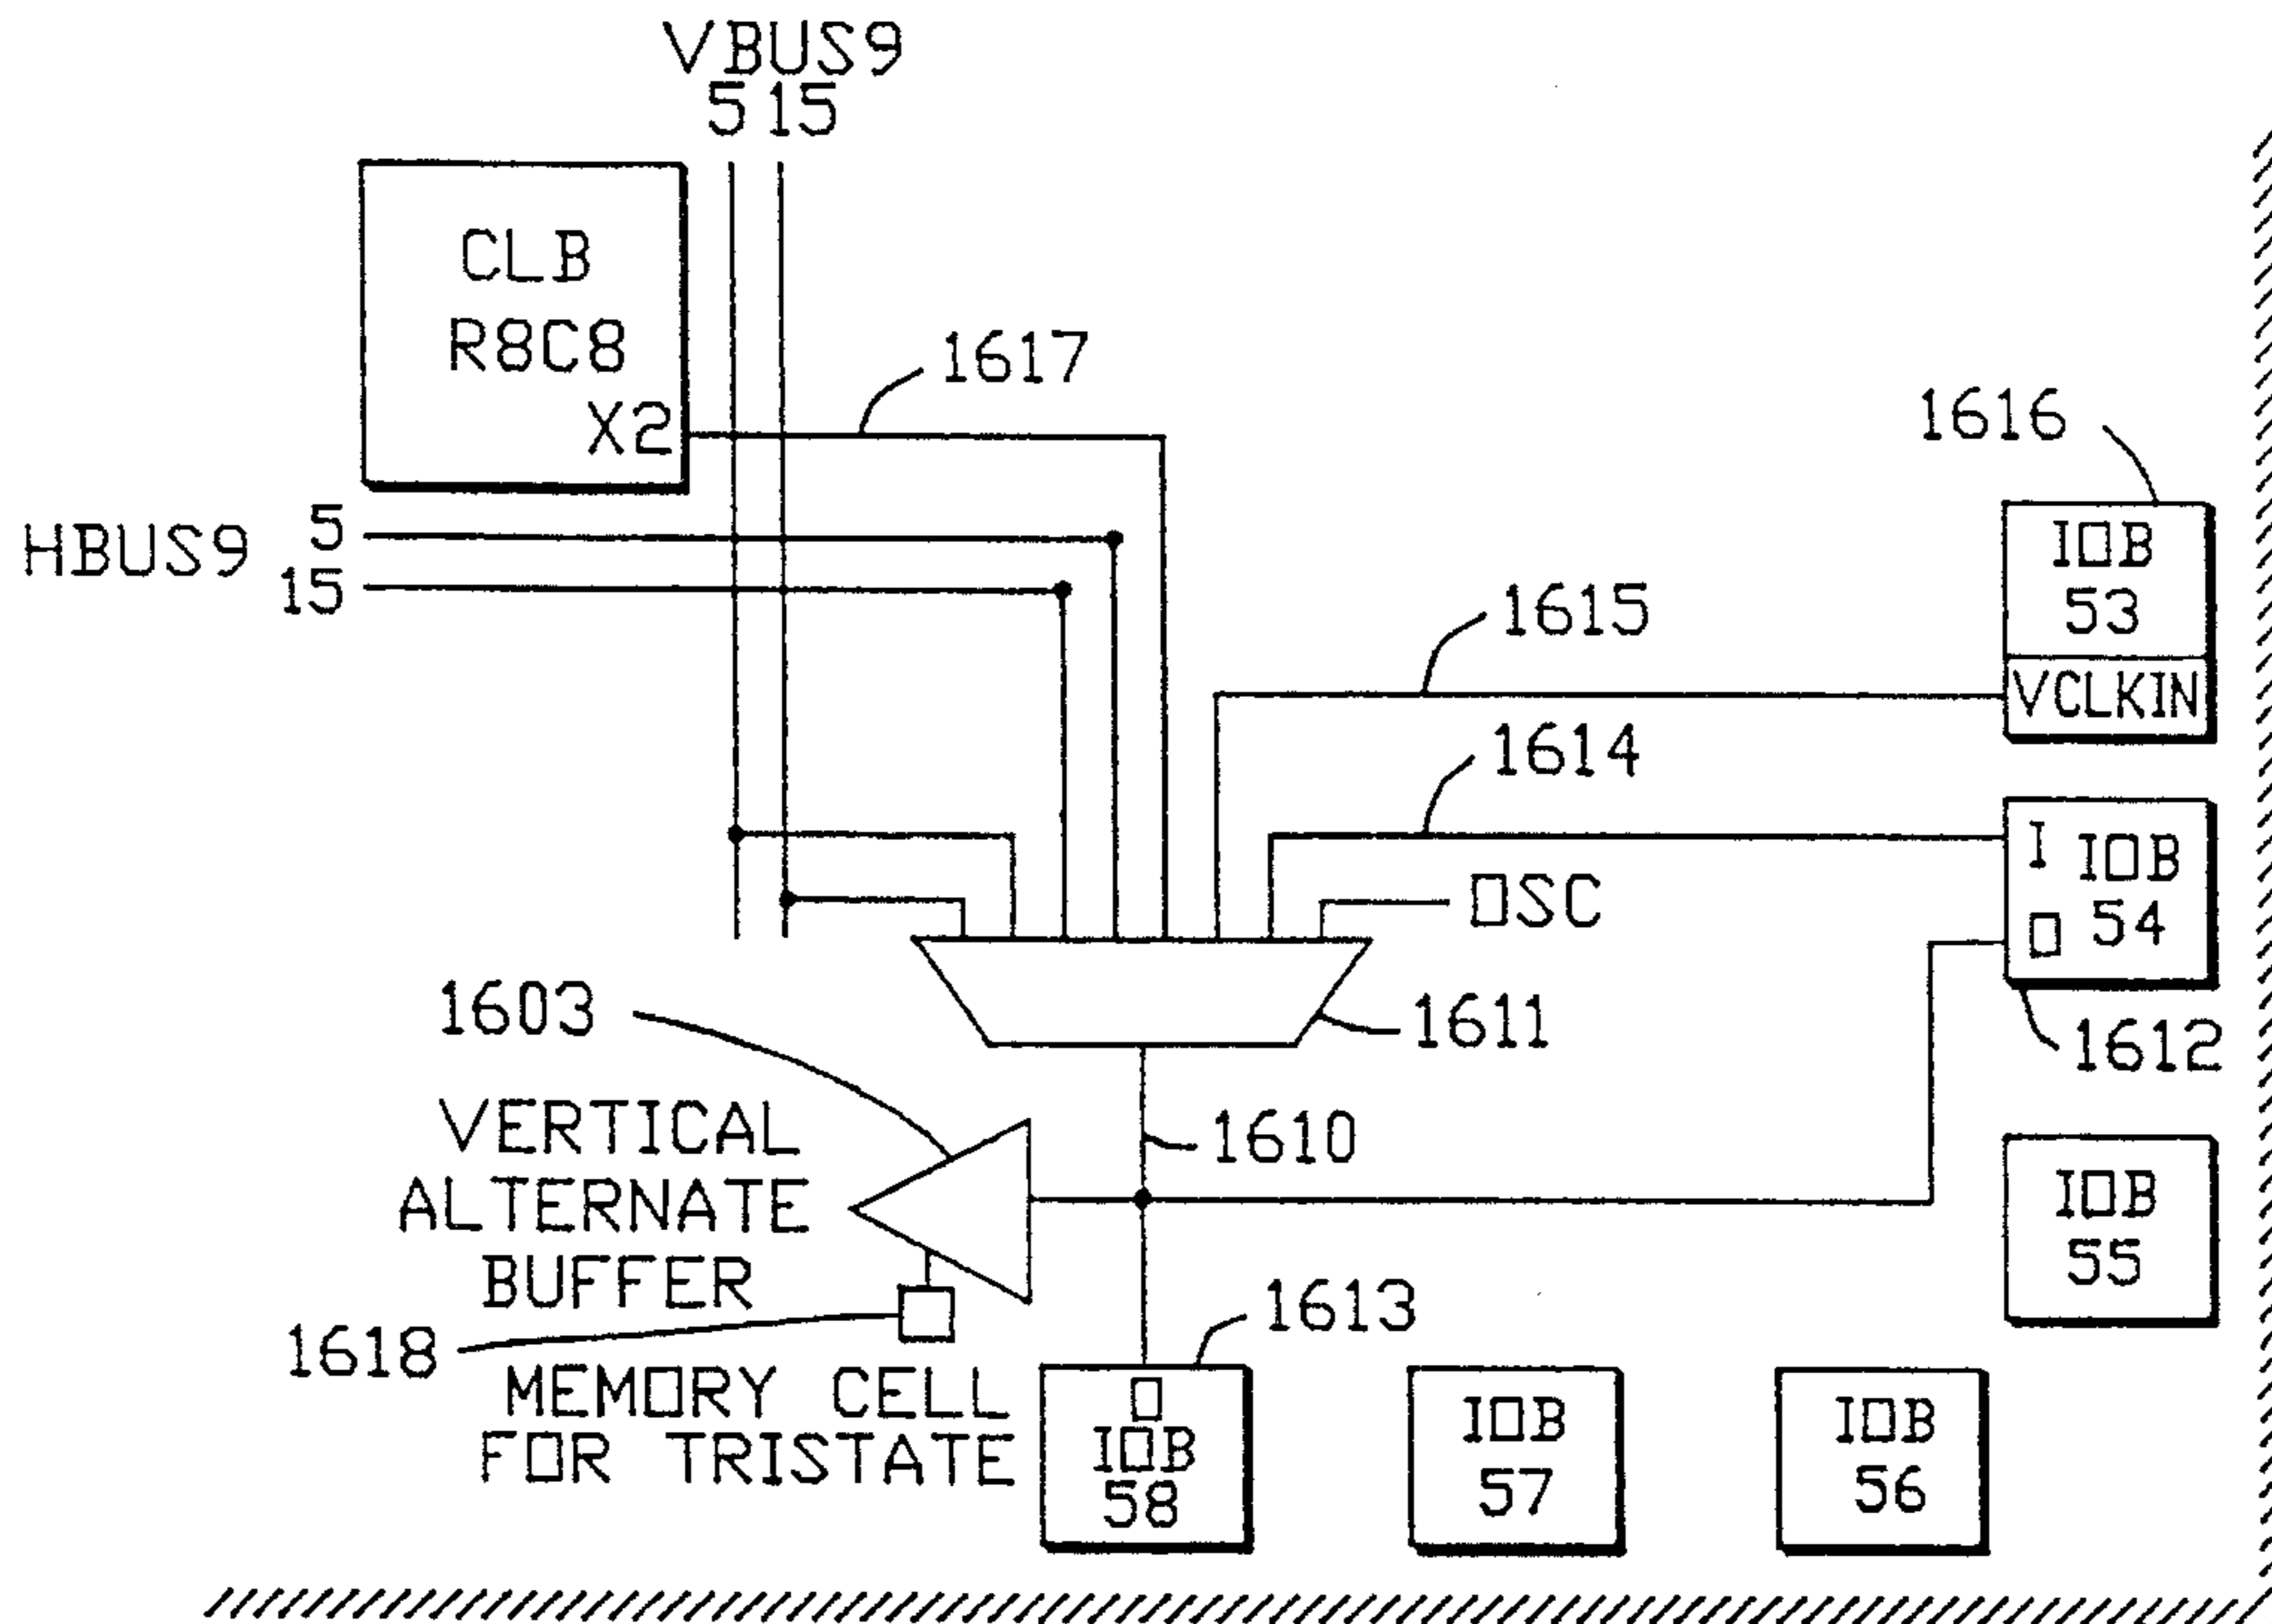 VBUS9
5 15
CLB
R8C8
X2
1617
1616
HBUS9 5
15
IOB
53
VCLKIN
1615
1614
I IOB
O 54
OSC
1603
1611
1612
VERTICAL
ALTERNATE
BUFFER
1610
IOB
55
1618
1613
MEMORY CELL
FOR TRISTATE
O
IOB
58
IOB
57
IOB
56